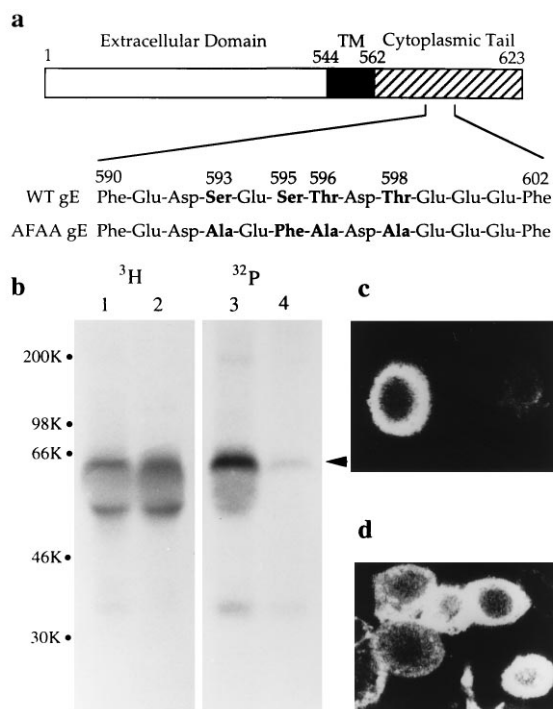 a
Extracellular Domain TM Cytoplasmic Tail
1 544 562 623
590 593 595 596 598 602
WT gE Phe-Glu-Asp-Ser-Glu- Ser-Thr-Asp-Thr-Glu-Glu-Glu-Phe
AFAA gE Phe-Glu-Asp-Ala-Glu-Phe-Ala-Asp-Ala-Glu-Glu-Glu-Phe
b ³H ³²P c
1 2 3 4
200K
98K
66K
46K
30K
d